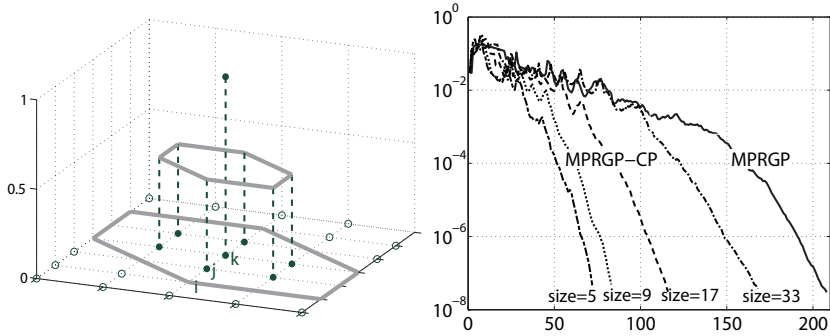 1
0.5
0
i
j
k
10^0
10^-2
10^-4
10^-6
10^-8
MPRGP-CP
MPRGP
size=5
size=9
size=17
size=33
0
50
100
150
200